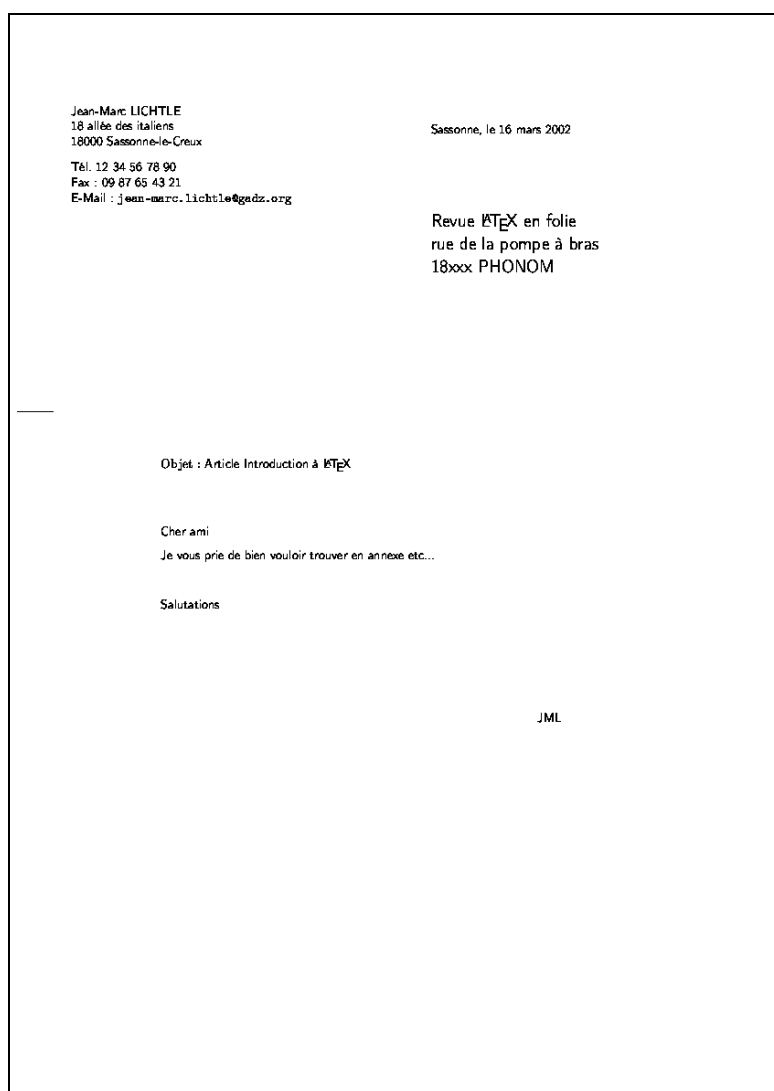 Jean-Marc LICHTLE
18 allée des italiens
18000 Sassonne-le-Creux
Tél. 12 34 56 78 90
Fax : 09 87 65 43 21
E-Mail : jean-marc.lichtle@gadz.org
Sassonne, le 16 mars 2002
Revue LATEX en folie
rue de la pompe à bras
18xxx PHONOM
Objet : Article Introduction à LATEX
Cher ami
Je vous prie de bien vouloir trouver en annexe etc...
Salutations
JML